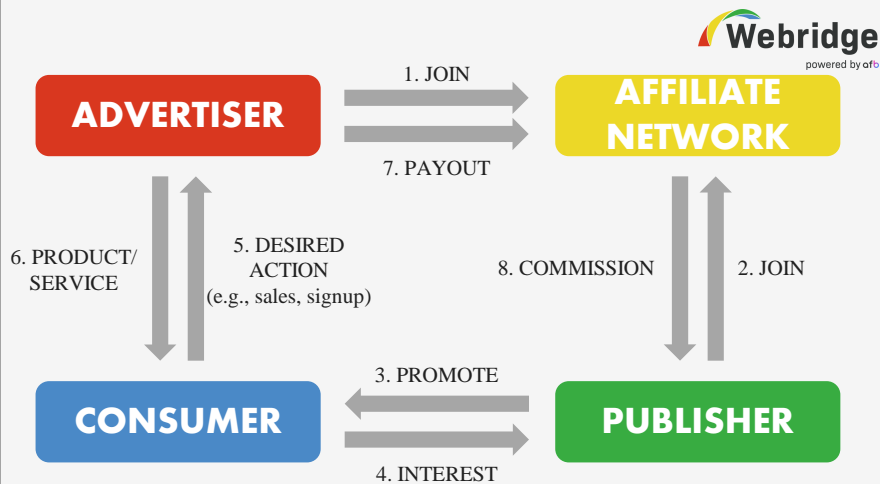 Webridge
powered by afb
1. JOIN
ADVERTISER
AFFILIATE
NETWORK
7. PAYOUT
6. PRODUCT/
SERVICE
5. DESIRED
ACTION
(e.g., sales, signup)
8. COMMISSION
2. JOIN
3. PROMOTE
CONSUMER
PUBLISHER
4. INTEREST